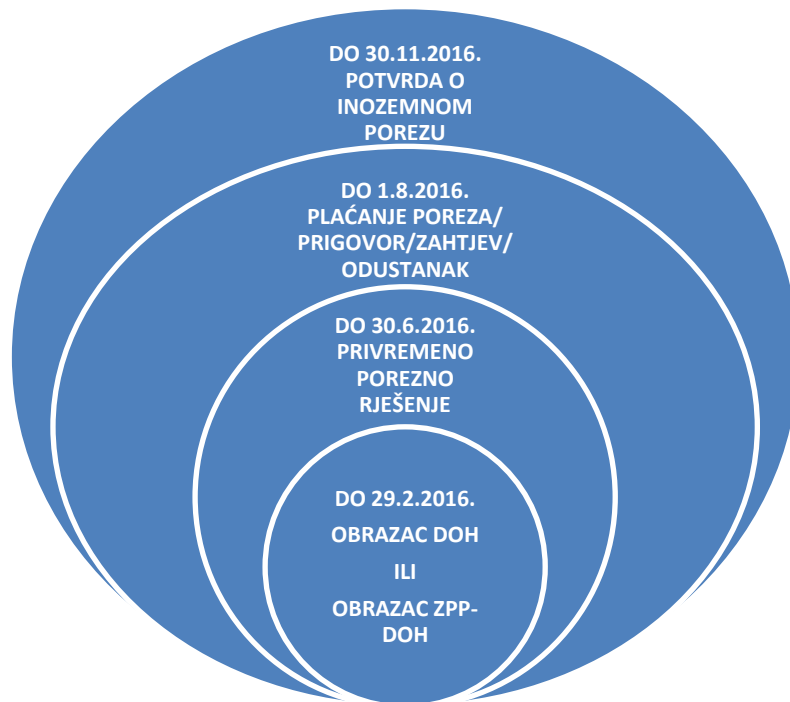 DO 30.11.2016.
POTVRDA O
INOZEMNOM
POREZU
DO 1.8.2016.
PLAĆANJE POREZA/
PRIGOVOR/ZAHTJEV/
ODUSTANAK
DO 30.6.2016.
PRIVREMENO
POREZNO
RJEŠENJE
DO 29.2.2016.
OBRAZAC DOH
ILI
OBRAZAC ZPP-
DOH